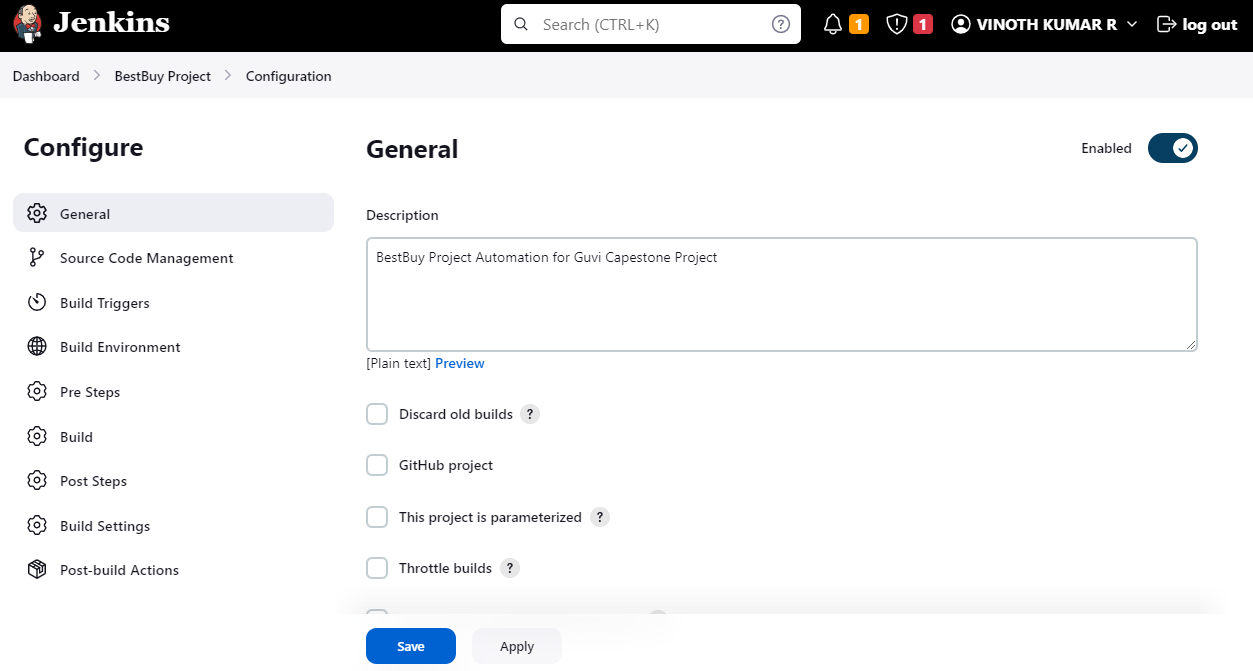 Jenkins
Search (CTRL+K) ?
1
1
VINOTH KUMAR R
log out
Dashboard > BestBuy Project > Configuration
Configure
General
Source Code Management
Build Triggers
Build Environment
Pre Steps
Build
Post Steps
Build Settings
Post-build Actions
General
Enabled
Description
BestBuy Project Automation for Guvi Capestone Project
[Plain text] Preview
Discard old builds ?
GitHub project
This project is parameterized ?
Throttle builds ?
Save
Apply